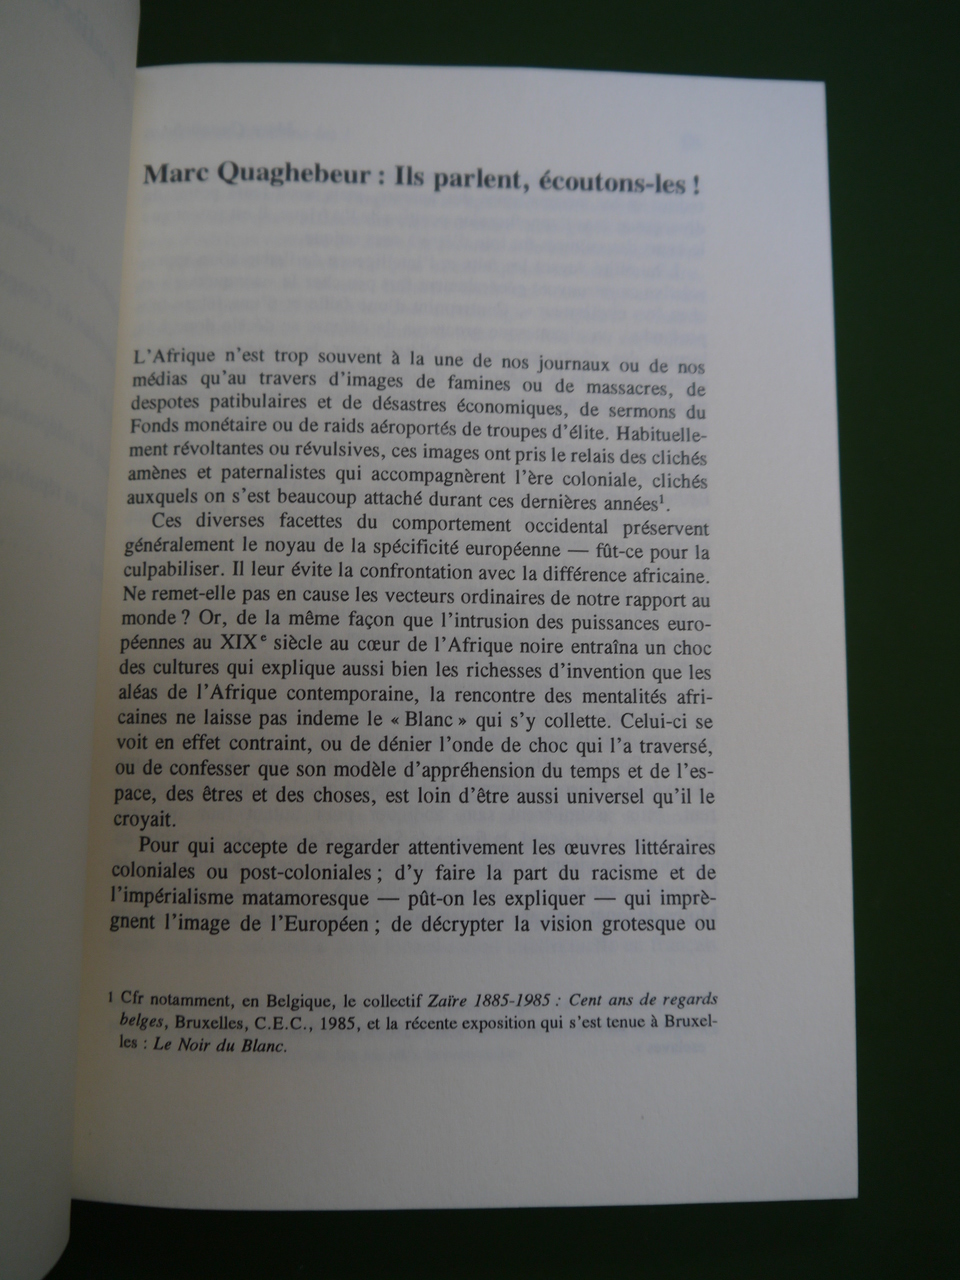 Marc Quaghebeur : Ils parlent, écoutons-les !
L'Afrique n'est trop souvent à la une de nos journaux ou de nos
médias qu'au travers d'images de famines ou de massacres, de
despotes patibulaires et de désastres économiques, de sermons du
Fonds monétaire ou de raids aéroportés de troupes d'élite. Habituelle-
ment révoltantes ou révulsives, ces images ont pris le relais des clichés
amènes et paternalistes qui accompagnèrent l'ère coloniale, clichés
auxquels on s'est beaucoup attaché durant ces dernières années¹.
Ces diverses facettes du comportement occidental préservent
généralement le noyau de la spécificité européenne — fût-ce pour la
culpabiliser. Il leur évite la confrontation avec la différence africaine.
Ne remet-elle pas en cause les vecteurs ordinaires de notre rapport au
monde ? Or, de la même façon que l'intrusion des puissances euro-
péennes au XIXᵉ siècle au cœur de l'Afrique noire entraîna un choc
des cultures qui explique aussi bien les richesses d'invention que les
aléas de l'Afrique contemporaine, la rencontre des mentalités afri-
caines ne laisse pas indeme le « Blanc » qui s'y collette. Celui-ci se
voit en effet contraint, ou de dénier l'onde de choc qui l'a traversé,
ou de confesser que son modèle d'appréhension du temps et de l'es-
pace, des êtres et des choses, est loin d'être aussi universel qu'il le
croyait.
Pour qui accepte de regarder attentivement les œuvres littéraires
coloniales ou post-coloniales ; d'y faire la part du racisme et de
l'impérialisme matamoresque — pût-on les expliquer — qui imprè-
gnent l'image de l'Européen ; de décrypter la vision grotesque ou
1 Cfr notamment, en Belgique, le collectif Zaïre 1885-1985 : Cent ans de regards
belges, Bruxelles, C.E.C., 1985, et la récente exposition qui s'est tenue à Bruxel-
les : Le Noir du Blanc.